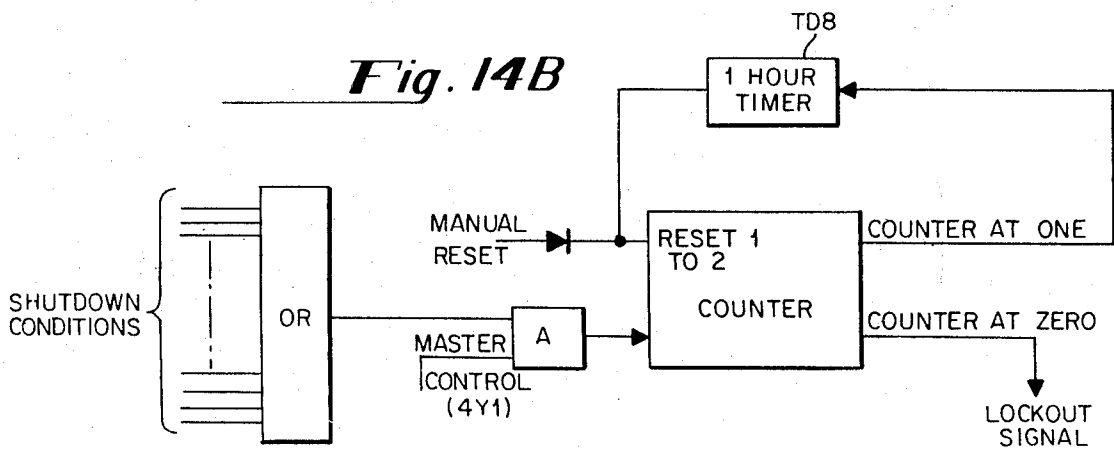 TD8
Fig. 14B
1 HOUR
TIMER
MANUAL
RESET
RESET 1
TO 2
COUNTER
COUNTER AT ONE
COUNTER AT ZERO
SHUTDOWN
CONDITIONS
OR
A
MASTER
CONTROL
(4Y1)
LOCKOUT
SIGNAL